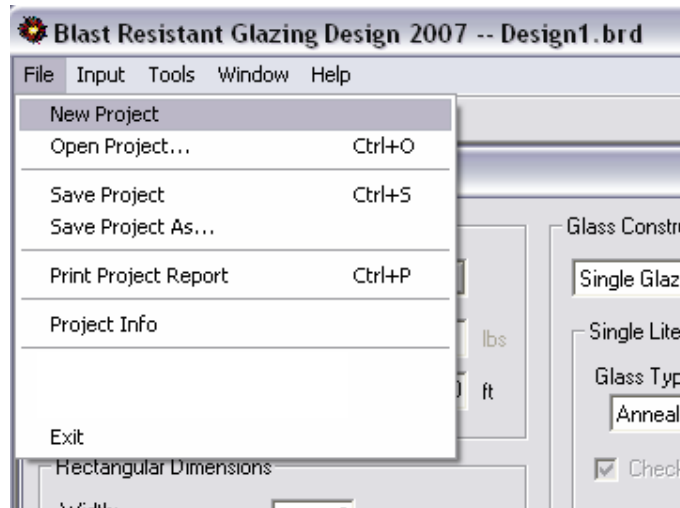 Blast Resistant Glazing Design 2007 -- Design1.brd
File Input Tools Window Help
New Project
Open Project... Ctrl+O
Save Project Ctrl+S
Save Project As...
Print Project Report Ctrl+P
Project Info
Exit
lbs
ft
Rectangular Dimensions
Width
Glass Constr
Single Glaz
Single Lite
Glass Typ
Anneal
Check